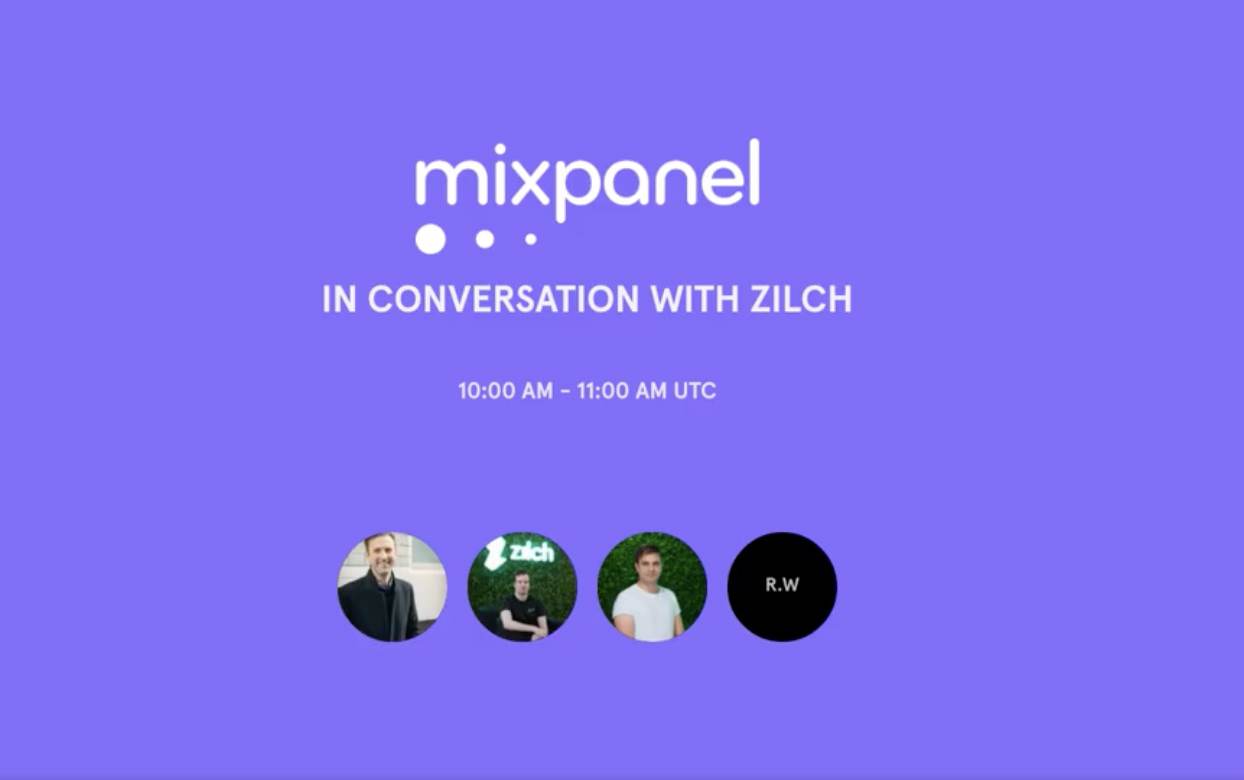 mixpanel
IN CONVERSATION WITH ZILCH
10:00 AM – 11:00 AM UTC
zilch
R.W